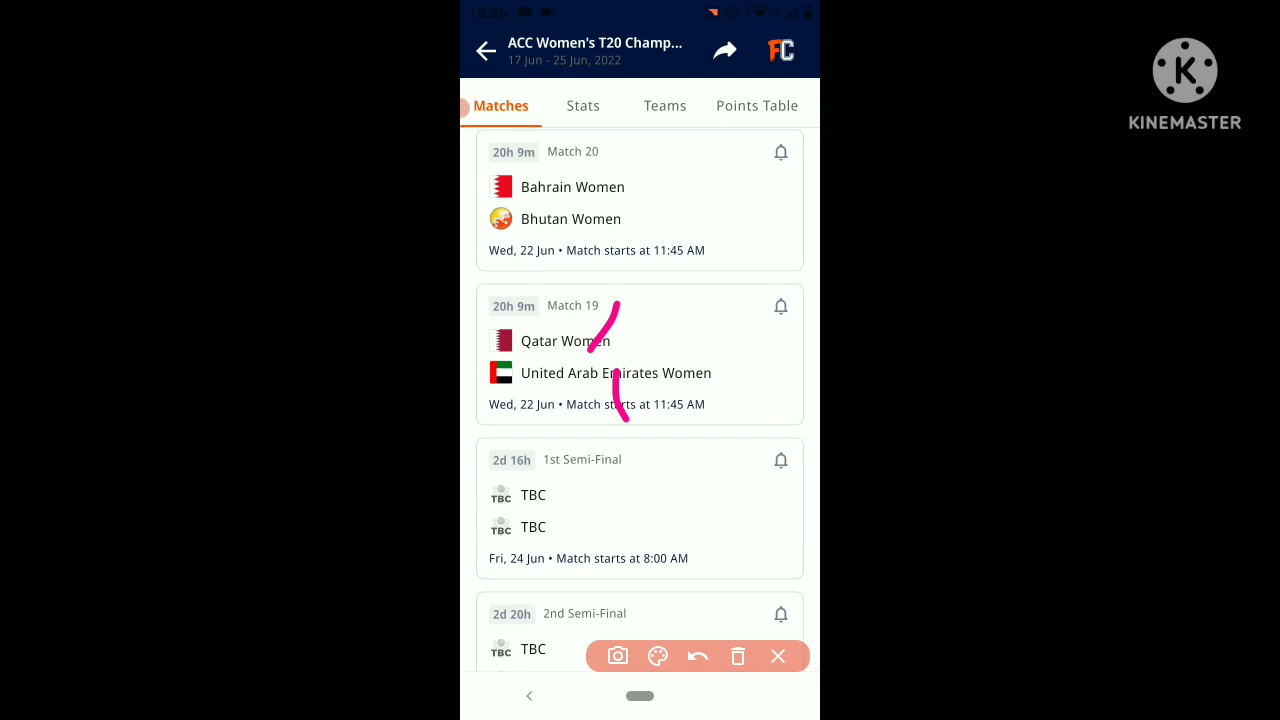 15:36
ACC Women's T20 Champ...
17 Jun - 25 Jun, 2022
FC
Matches Stats Teams Points Table
20h 9m Match 20
Bahrain Women
Bhutan Women
Wed, 22 Jun • Match starts at 11:45 AM
20h 9m Match 19
Qatar Women
United Arab Emirates Women
Wed, 22 Jun • Match starts at 11:45 AM
2d 16h 1st Semi-Final
TBC TBC
TBC TBC
Fri, 24 Jun • Match starts at 8:00 AM
2d 20h 2nd Semi-Final
TBC TBC
K
KINEMASTER